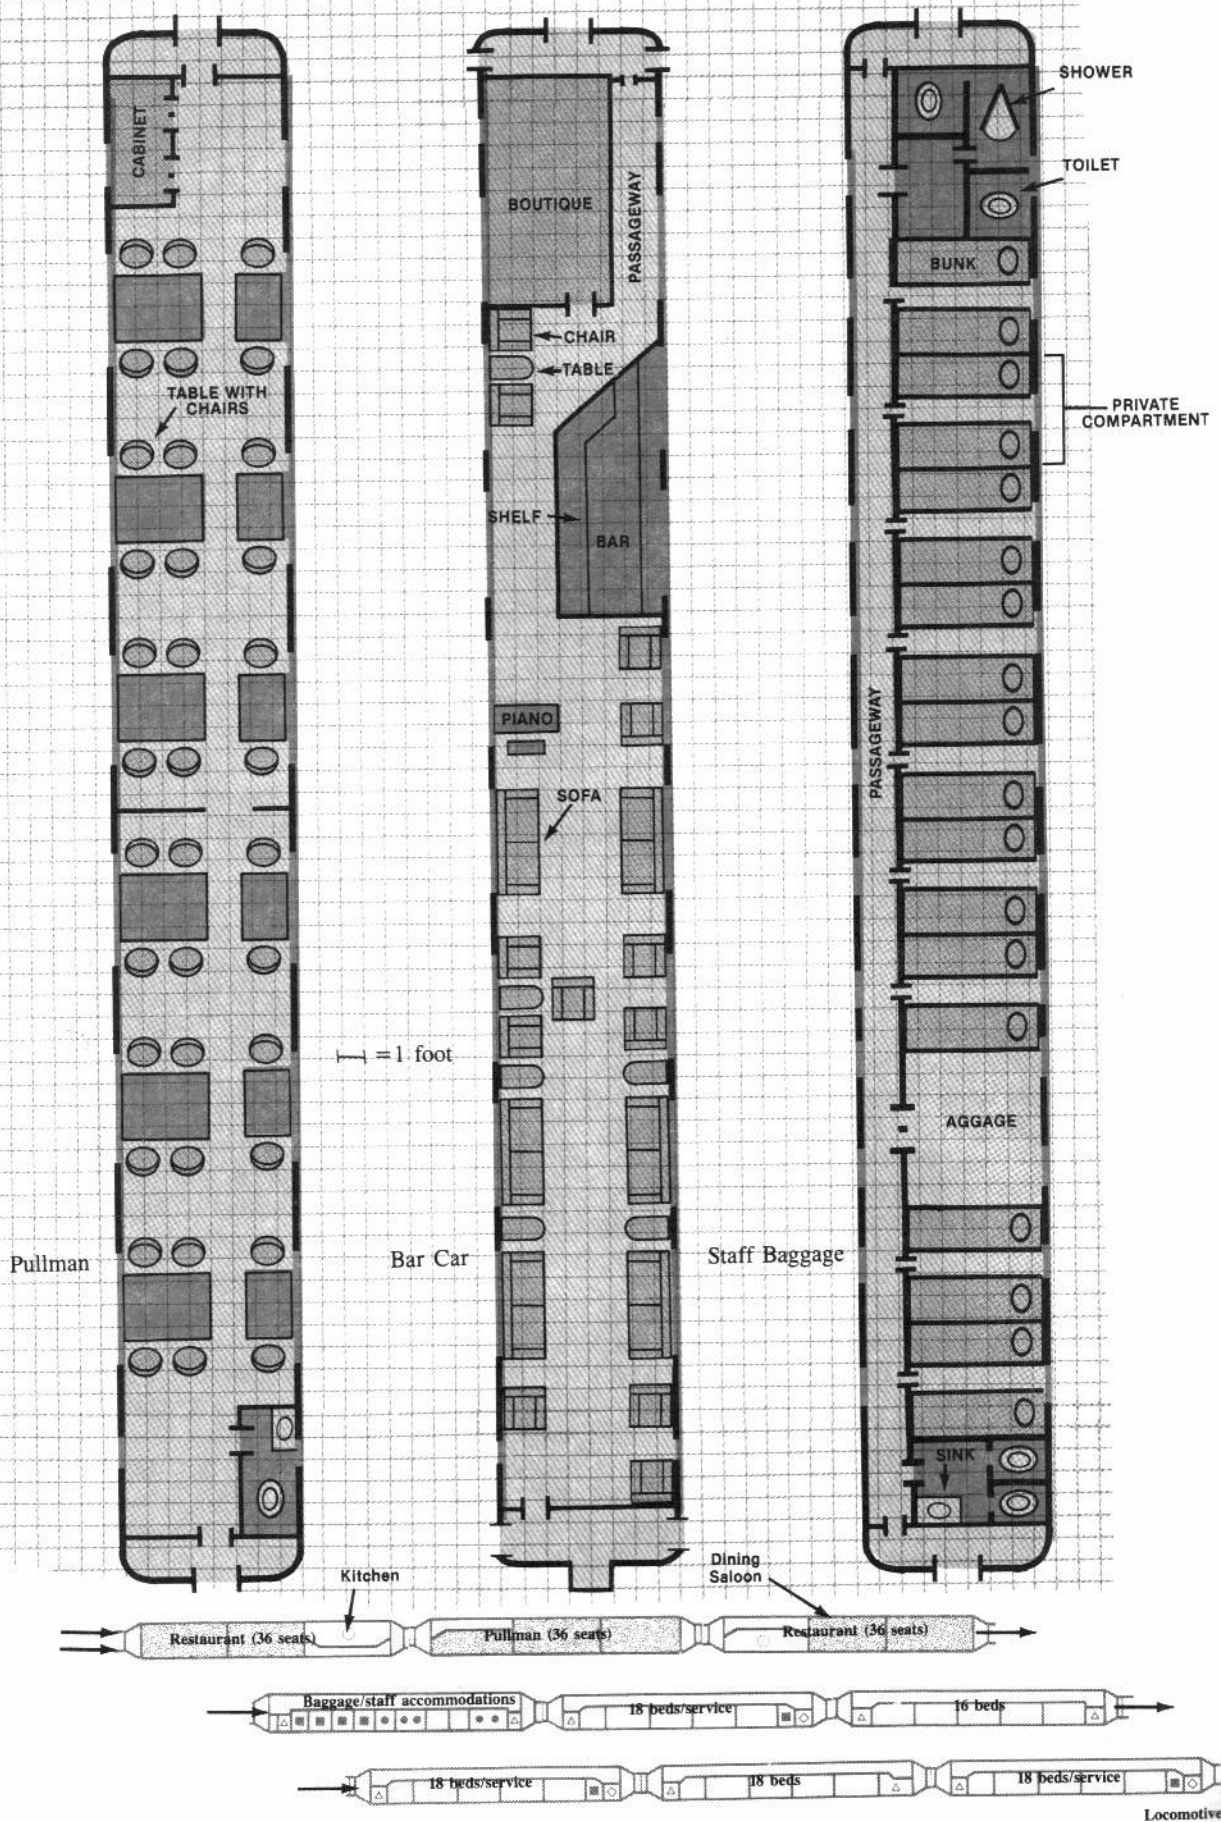 CABINET
TABLE WITH
CHAIRS
Pullman
BOUTIQUE
PASSAGEWAY
CHAIR
TABLE
SHELF
BAR
PIANO
SOFA
= 1 foot
Bar Car
SHOWER
TOILET
BUNK
PRIVATE
COMPARTMENT
PASSAGEWAY
AGGAGE
Staff Baggage
SINK
Kitchen
Dining
Saloon
Restaurant (36 seats)
Pullman (36 seats)
Restaurant (36 seats)
Baggage/staff accommodations
18 beds/service
16 beds
18 beds/service
18 beds
18 beds/service
Locomotive